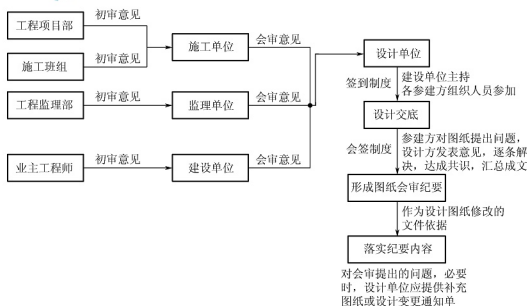 工程项目部
初审意见
施工班组
初审意见
施工单位
会审意见
工程监理部
初审意见
监理单位
会审意见
业主工程师
初审意见
建设单位
会审意见
设计单位
签到制度
建设单位主持
各参建方组织人员参加
设计交底
会签制度
参建方对图纸提出问题，
设计方发表意见，逐条解
决，达成共识，汇总成文
形成图纸会审纪要
作为设计图纸修改的
文件依据
落实纪要内容
对会审提出的问题，必要
时，设计单位应提供补充
图纸或设计变更通知单